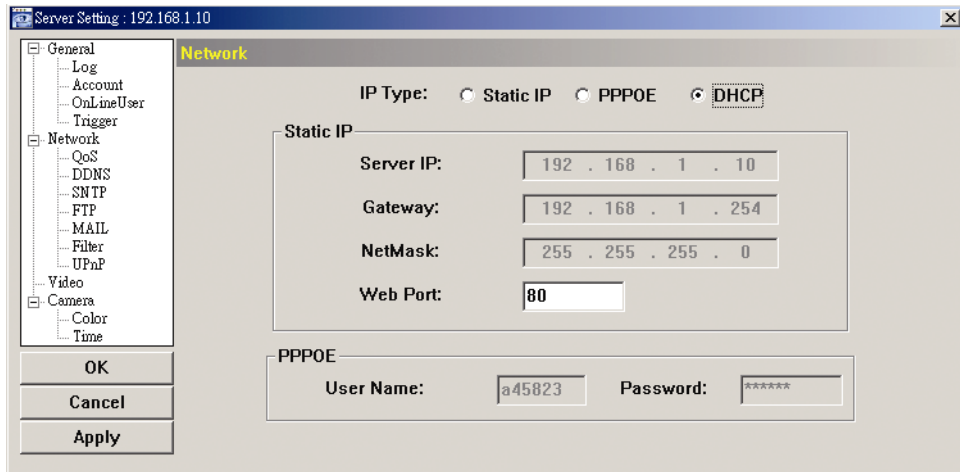 Server Setting : 192.168.1.10
General
Log
Account
OnLineUser
Trigger
Network
QoS
DDNS
SNTP
FTP
MAIL
Filter
UPnP
Video
Camera
Color
Time
OK
Cancel
Apply
Network
IP Type: Static IP PPPOE DHCP
Static IP
Server IP: 192 . 168 . 1 . 10
Gateway: 192 . 168 . 1 . 254
NetMask: 255 . 255 . 255 . 0
Web Port: 80
PPPOE
User Name: a45823 Password: ******